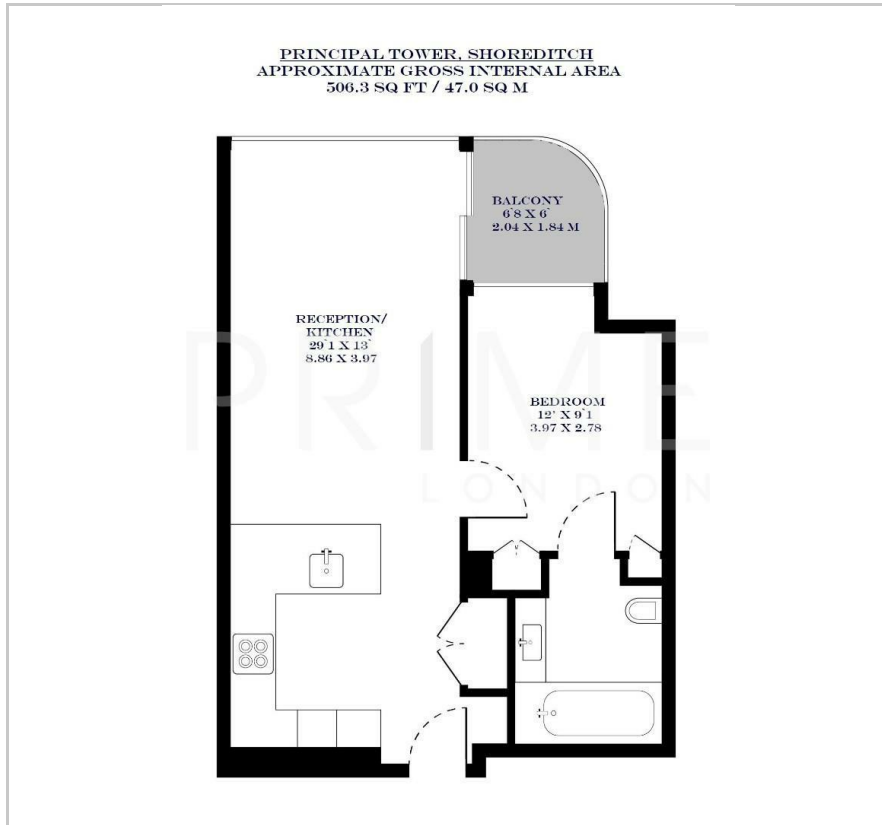 PRINCIPAL TOWER, SHOREDITCH
APPROXIMATE GROSS INTERNAL AREA
506.3 SQ FT / 47.0 SQ M
BALCONY
6`8 X 6`
2.04 X 1.84 M
RECEPTION/
KITCHEN
29`1 X 13`
8.86 X 3.97
PRIME
LONDON
BEDROOM
12' X 9`1
3.97 X 2.78